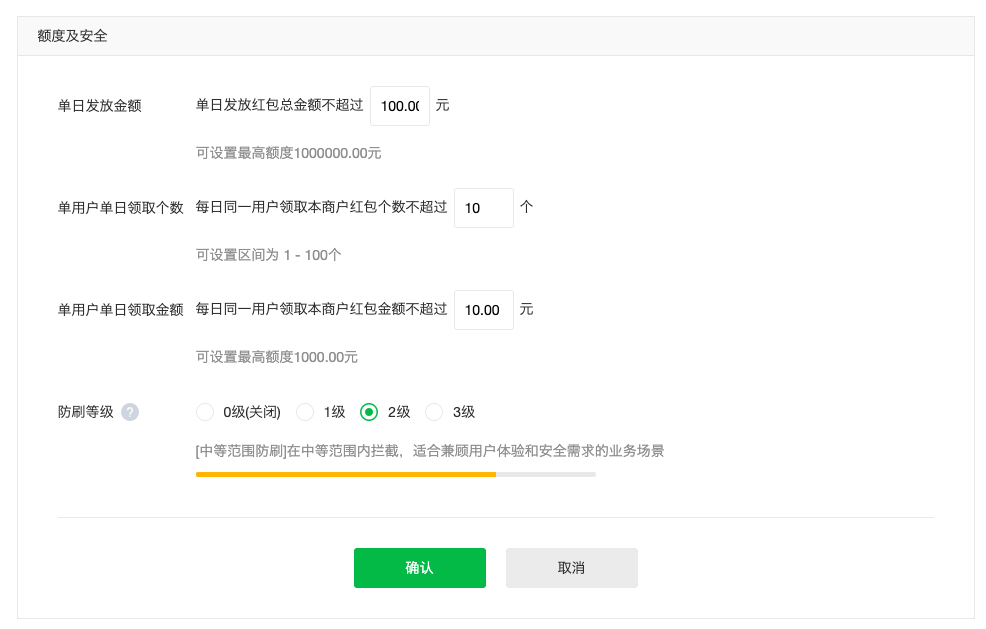 额度及安全
单日发放金额 单日发放红包总金额不超过 100.00 元
可设置最高额度1000000.00元
单用户单日领取个数 每日同一用户领取本商户红包个数不超过 10 个
可设置区间为 1 - 100个
单用户单日领取金额 每日同一用户领取本商户红包金额不超过 10.00 元
可设置最高额度1000.00元
防刷等级 ? 0级(关闭) 1级 2级 3级
[中等范围防刷]在中等范围内拦截，适合兼顾用户体验和安全需求的业务场景
确认 取消